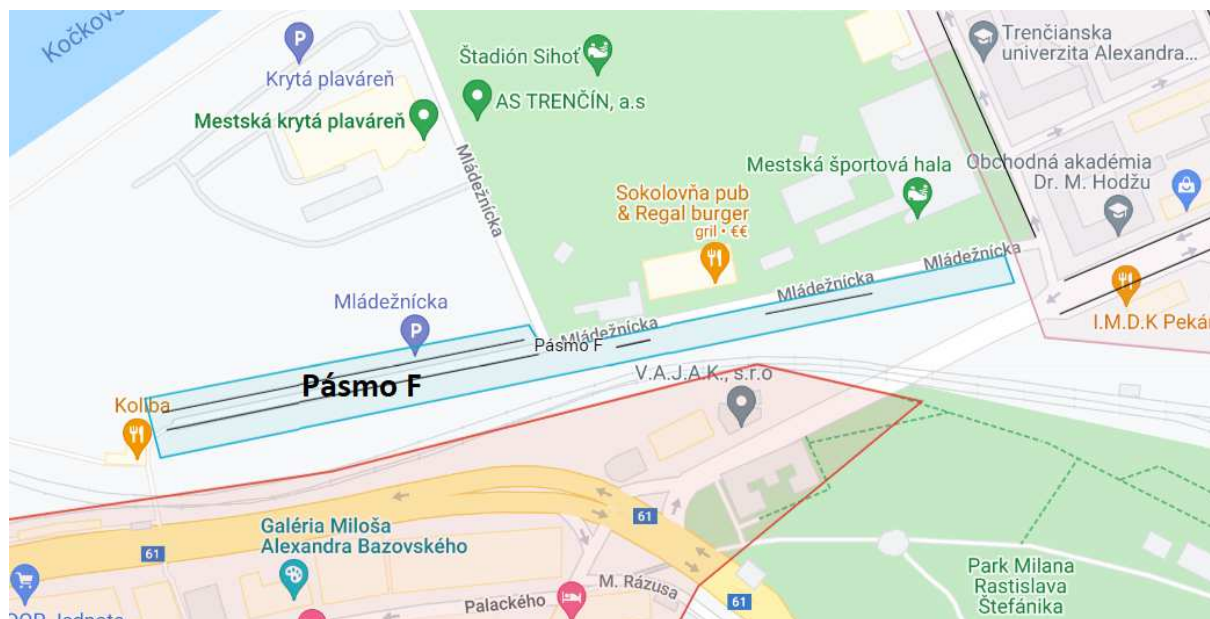 Kočkovs
Krytá plaváreň
Mestská krytá plaváreň
Štadión Sihoť
AS TRENČÍN, a.s
Trenčianska
univerzita Alexandra...
Mestská športová hala
Obchodná akadémia
Dr. M. Hodžu
Mládežnícka
Sokolovňa pub
& Regal burger
gril • €€
Mládežnícka
Mládežnícka
Mládežnícka
Mládežnícka
I.M.D.K Pekár
Pásmo F
Pásmo F
V.A.J.A.K., s.r.o
Koliba
61
61
61
Galéria Miloša
Alexandra Bazovského
M. Rázusa
Palackého
Park Milana
Rastislava
Štefánika
COOP Jednota